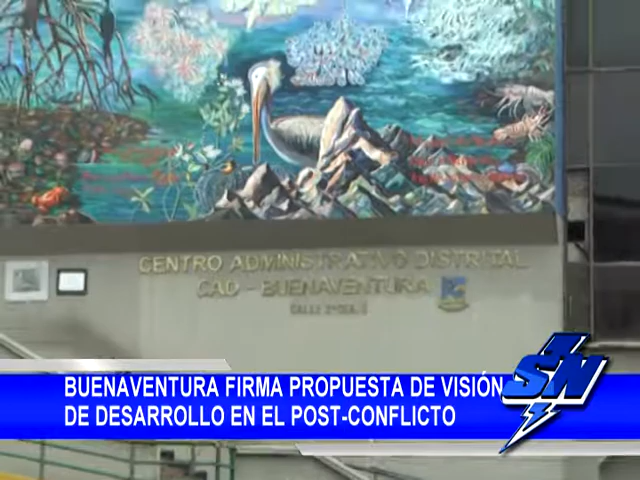 CENTRO ADMINISTRATIVO DISTRITAL
CAD - BUENAVENTURA
BUENAVENTURA FIRMA PROPUESTA DE VISIÓN
DE DESARROLLO EN EL POST-CONFLICTO
SN